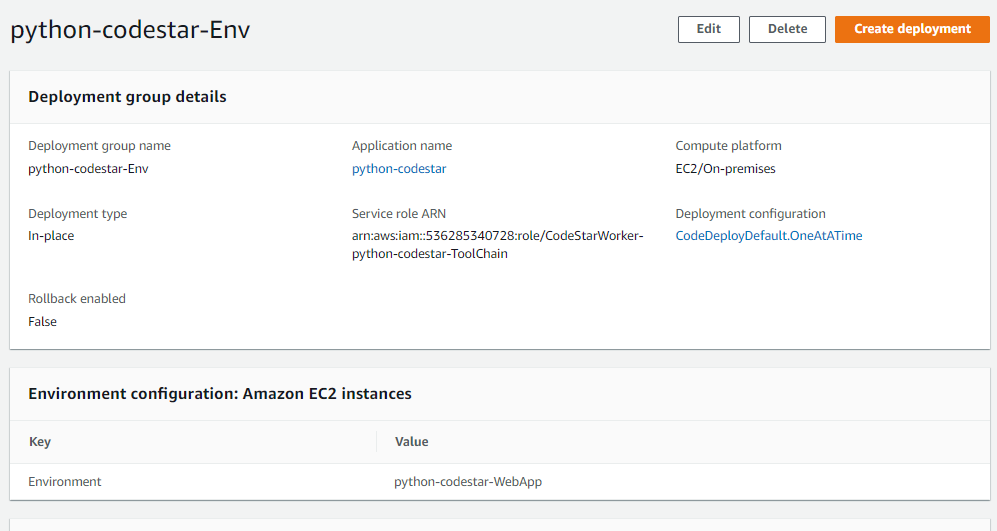 python-codestar-Env
Edit
Delete
Create deployment
Deployment group details
Deployment group name
Application name
Compute platform
python-codestar-Env
python-codestar
EC2/On-premises
Deployment type
Service role ARN
Deployment configuration
In-place
arn:aws:iam::536285340728:role/CodeStarWorker-
python-codestar-ToolChain
CodeDeployDefault.OneAtATime
Rollback enabled
False
Environment configuration: Amazon EC2 instances
Key
Value
Environment
python-codestar-WebApp